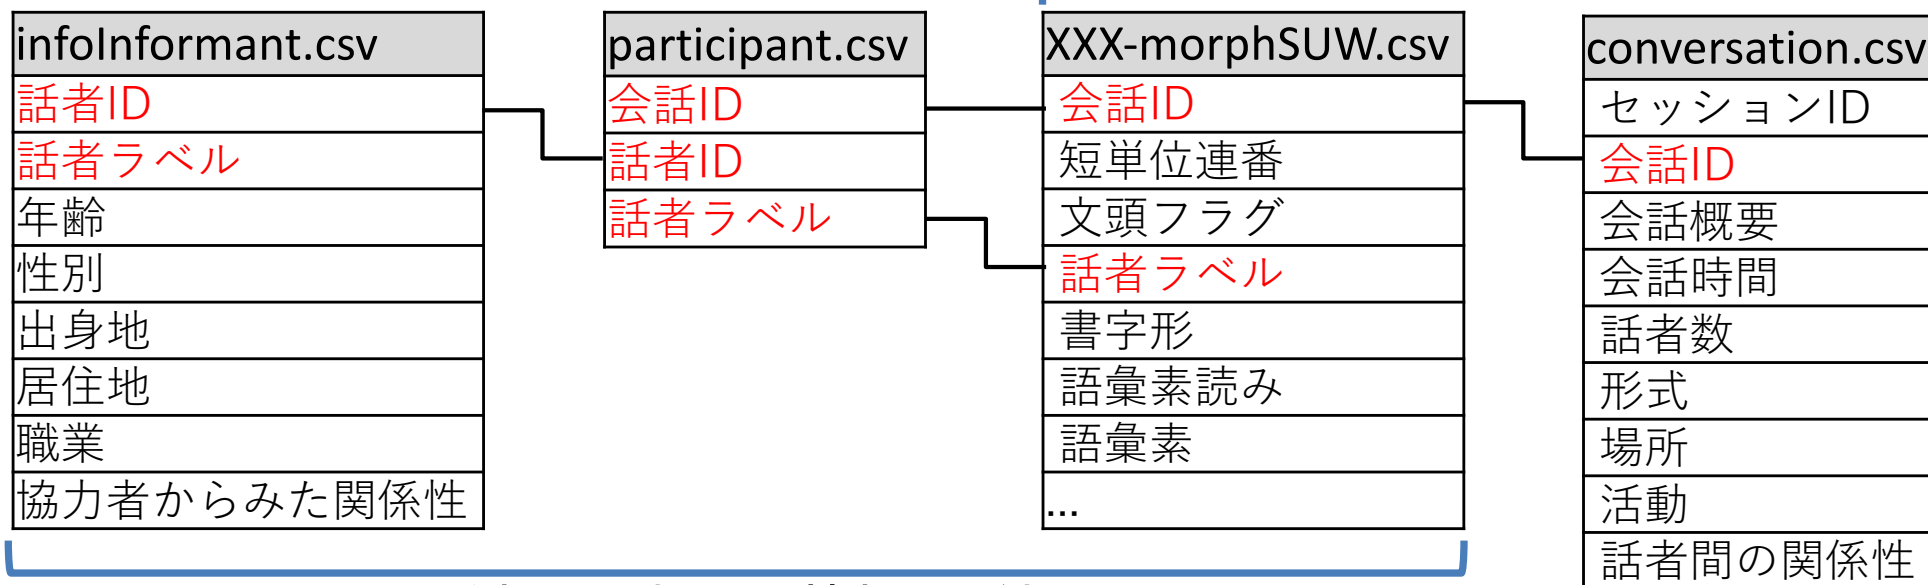 infoInformant.csv
話者ID
話者ラベル
年齢
性別
出身地
居住地
職業
協力者からみた関係性
participant.csv
会話ID
話者ID
話者ラベル
XXX-morphSUW.csv
会話ID
短単位連番
文頭フラグ
話者ラベル
書字形
語彙素読み
語彙素
...
conversation.csv
セッションID
会話ID
会話概要
会話時間
話者数
形式
場所
活動
話者間の関係性